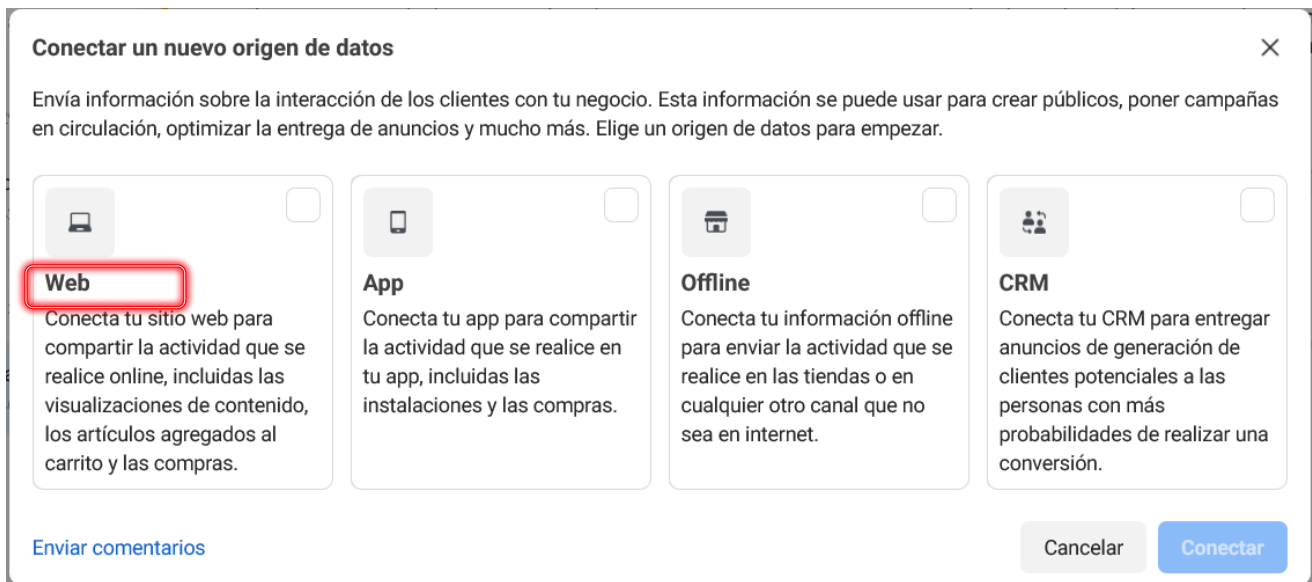 Conectar un nuevo origen de datos
Envía información sobre la interacción de los clientes con tu negocio. Esta información se puede usar para crear públicos, poner campañas
en circulación, optimizar la entrega de anuncios y mucho más. Elige un origen de datos para empezar.
Web
Conecta tu sitio web para
compartir la actividad que se
realice online, incluidas las
visualizaciones de contenido,
los artículos agregados al
carrito y las compras.
App
Conecta tu app para compartir
la actividad que se realice en
tu app, incluidas las
instalaciones y las compras.
Offline
Conecta tu información offline
para enviar la actividad que se
realice en las tiendas o en
cualquier otro canal que no
sea en internet.
CRM
Conecta tu CRM para entregar
anuncios de generación de
clientes potenciales a las
personas con más
probabilidades de realizar una
conversión.
Enviar comentarios
Cancelar
Conectar